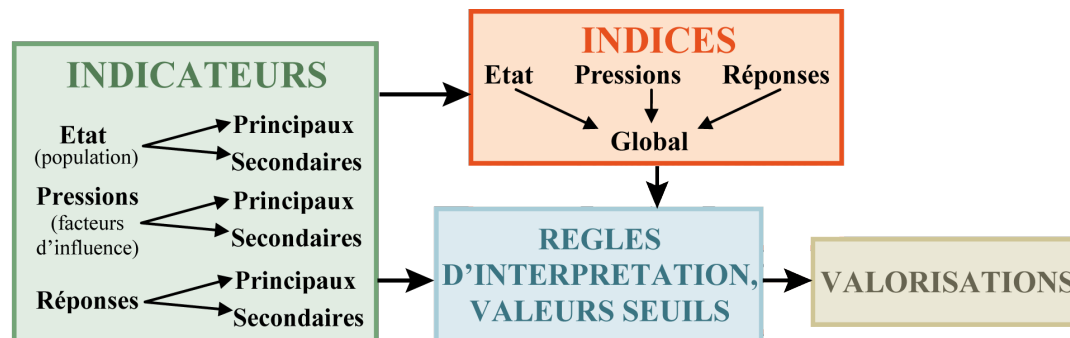 INDICATEURS
Etat
(population)
Principaux
Secondaires
Pressions
(facteurs
d'influence)
Principaux
Secondaires
Réponses
Principaux
Secondaires
INDICES
Etat Pressions Réponses
Global
REGLES
D'INTERPRETATION,
VALEURS SEUILS
VALORISATIONS